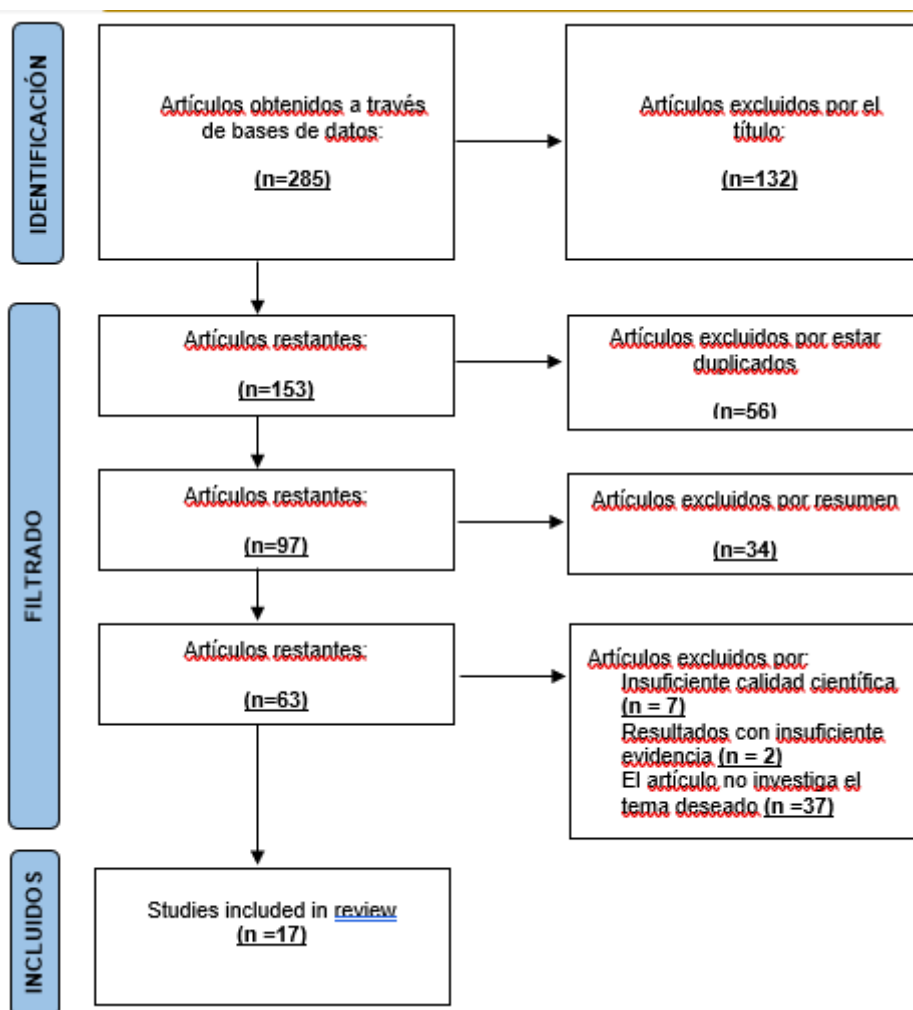 IDENTIFICACIÓN
Artículos obtenidos a través
de bases de datos:
(n=285)
Artículos excluidos por el
título:
(n=132)
FILTRADO
Artículos restantes:
(n=153)
Artículos excluidos por estar
duplicados
(n=56)
Artículos restantes:
(n=97)
Artículos excluidos por resumen
(n=34)
Artículos restantes:
(n=63)
Artículos excluidos por:
Insuficiente calidad científica
(n = 7)
Resultados con insuficiente
evidencia (n = 2)
El artículo no investiga el
tema deseado (n =37)
INCLUIDOS
Studies included in review
(n =17)